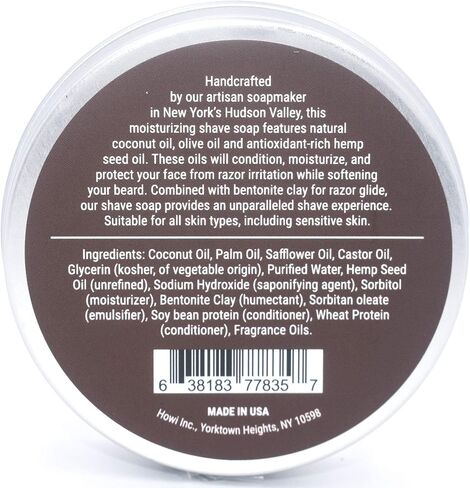 Handcrafted
by our artisan soapmaker
in New York's Hudson Valley, this
moisturizing shave soap features natural
coconut oil, olive oil and antioxidant-rich hemp
seed oil. These oils will condition, moisturize, and
protect your face from razor irritation while softening
your beard. Combined with bentonite clay for razor glide,
our shave soap provides an unparalleled shave experience.
Suitable for all skin types, including sensitive skin.
Ingredients: Coconut Oil, Palm Oil, Safflower Oil, Castor Oil,
Glycerin (kosher, of vegetable origin), Purified Water, Hemp Seed
Oil (unrefined), Sodium Hydroxide (saponifying agent), Sorbitol
(moisturizer), Bentonite Clay (humectant), Sorbitan oleate
(emulsifier), Soy bean protein (conditioner), Wheat Protein
(conditioner), Fragrance Oils.
6 38183 77835 7
MADE IN USA
Howi Inc., Yorktown Heights, NY 10598